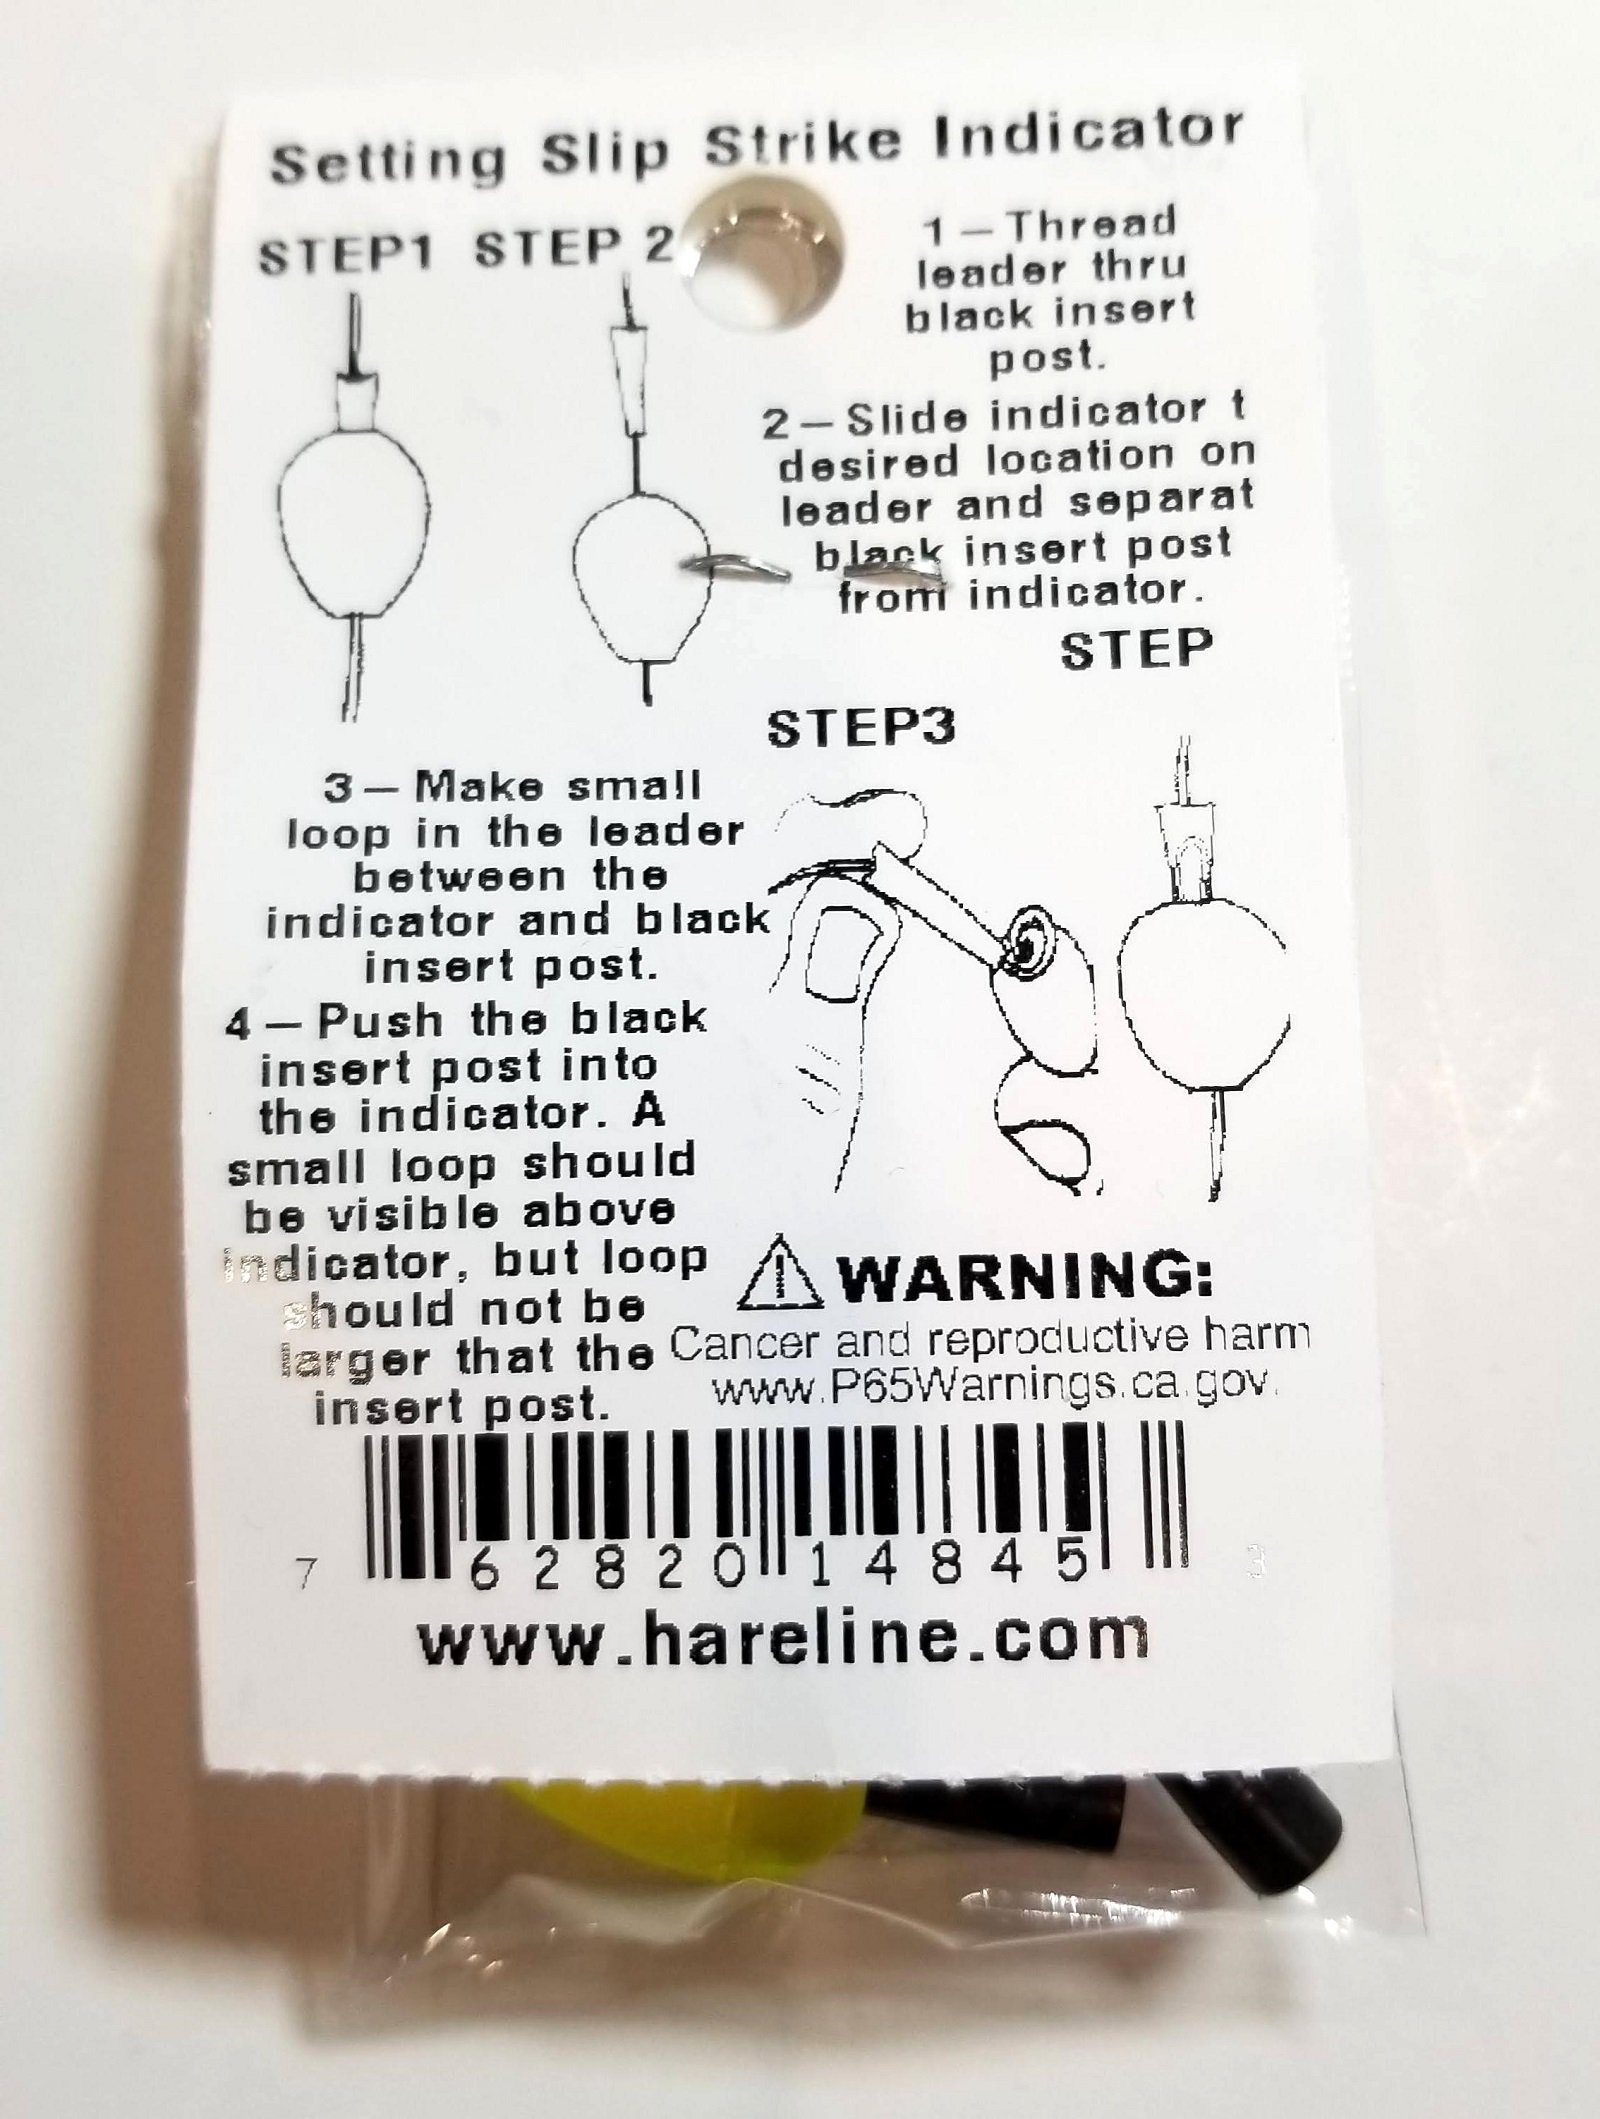 Setting Slip Strike Indicator
STEP1 STEP 2
1 – Thread
leader thru
black insert
post.
2 – Slide indicator t
desired location on
leader and separat
black insert post
from indicator.
STEP
STEP3
3 – Make small
loop in the leader
between the
indicator and black
insert post.
4 – Push the black
insert post into
the indicator. A
small loop should
be visible above
indicator, but loop
should not be
larger that the
insert post.
WARNING:
Cancer and reproductive harm
www.P65Warnings.ca.gov.
7 62820 14845 3
www.hareline.com